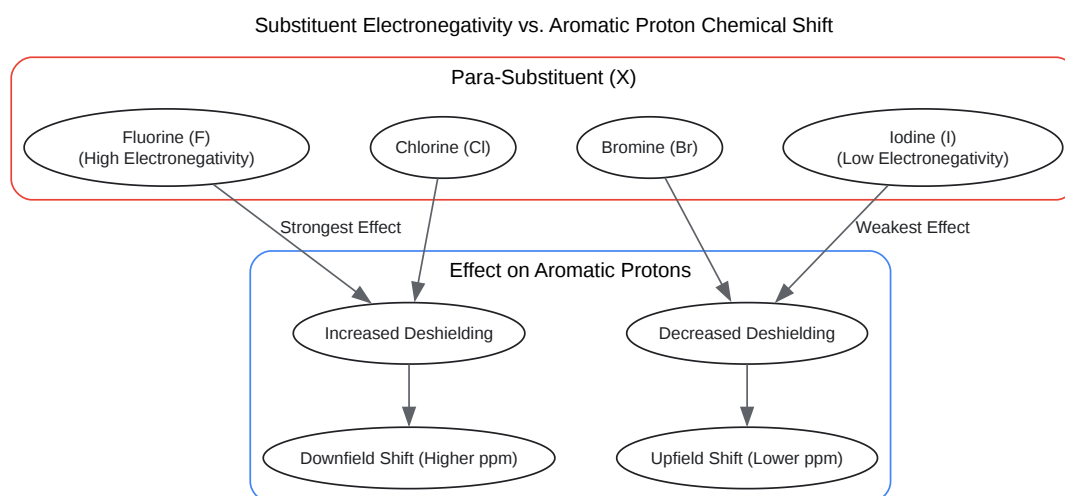 Substituent Electronegativity vs. Aromatic Proton Chemical Shift
Para-Substituent (X)
Fluorine (F)
(High Electronegativity)
Chlorine (Cl)
Bromine (Br)
Iodine (I)
(Low Electronegativity)
Strongest Effect
Weakest Effect
Effect on Aromatic Protons
Increased Deshielding
Decreased Deshielding
Downfield Shift (Higher ppm)
Upfield Shift (Lower ppm)